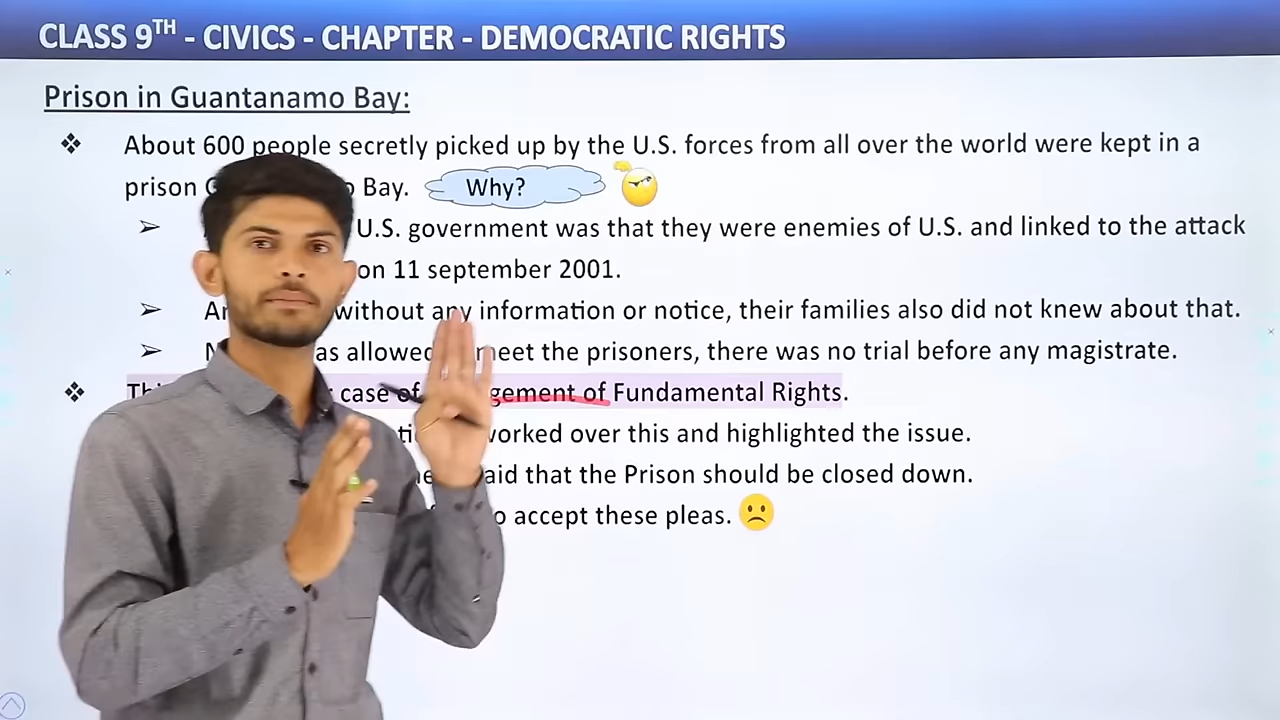 CLASS 9TH - CIVICS - CHAPTER - DEMOCRATIC RIGHTS
Prison in Guantanamo Bay:
About 600 people secretly picked up by the U.S. forces from all over the world were kept in a
prison Bay. Why?
U.S. government was that they were enemies of U.S. and linked to the attack
on 11 september 2001.
without any information or notice, their families also did not knew about that.
allowed meet the prisoners, there was no trial before any magistrate.
case of Fundamental Rights.
worked over this and highlighted the issue.
that the Prison should be closed down.
accept these pleas.